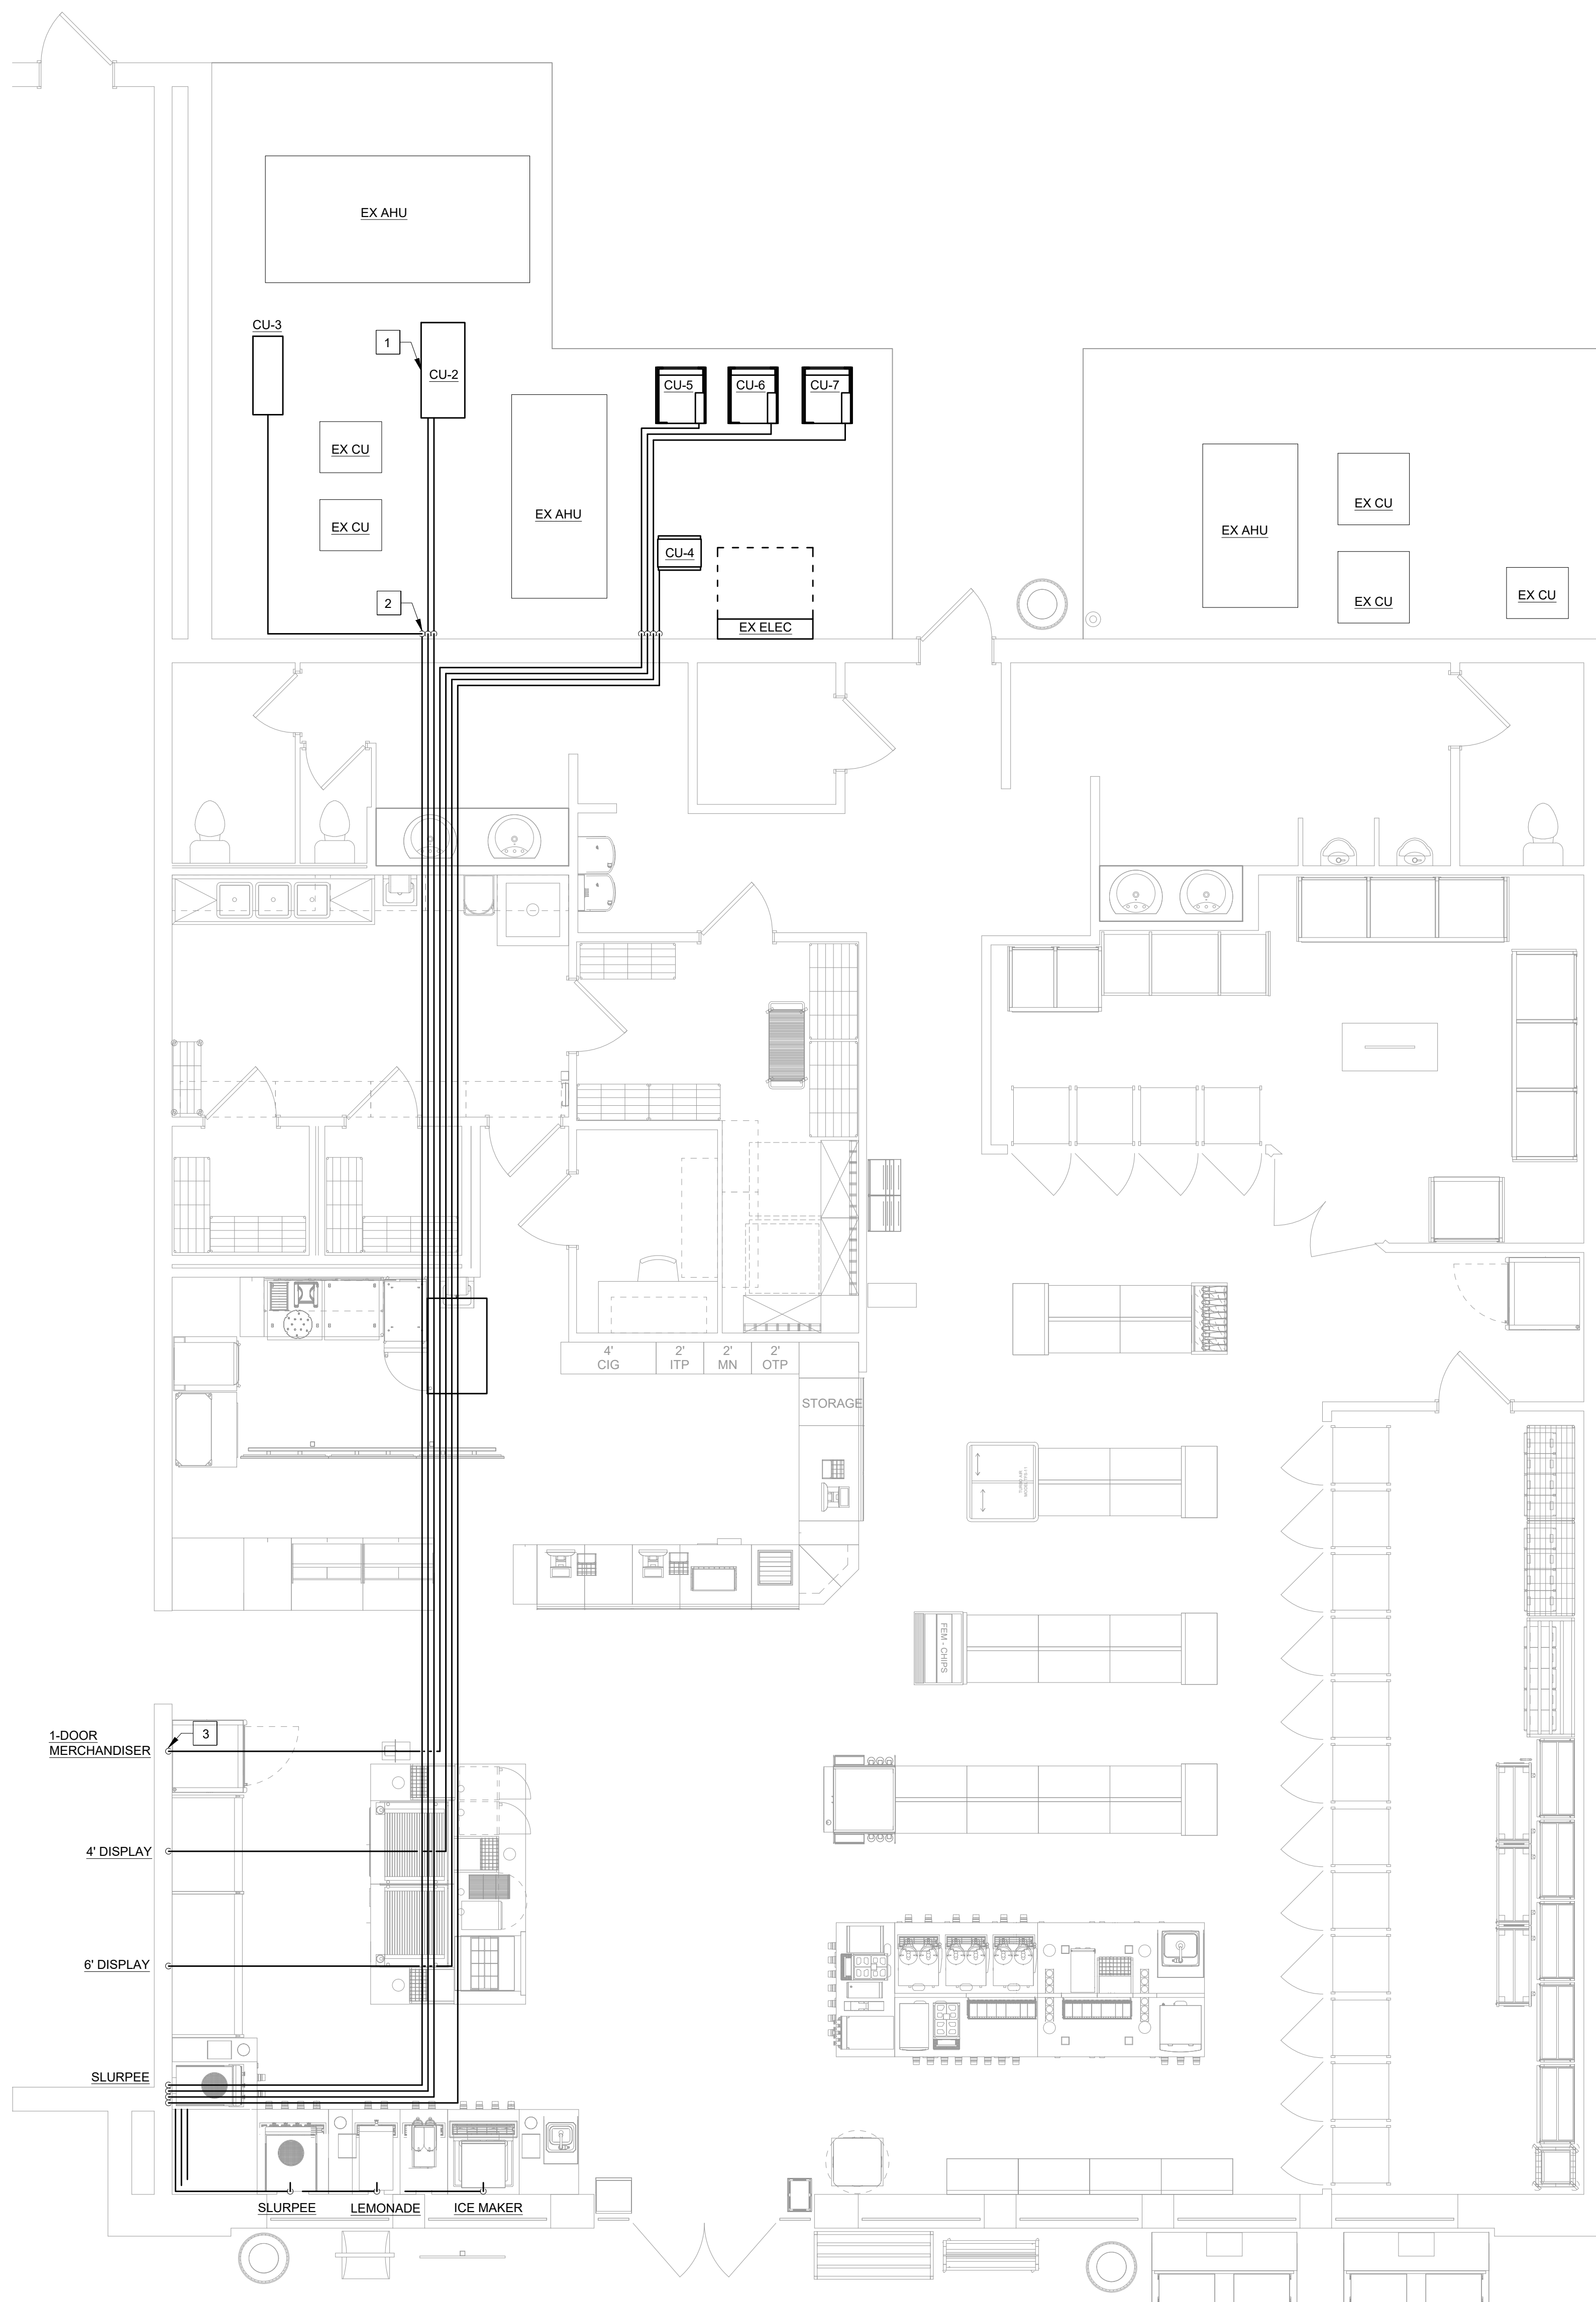 EX AHU
CU-3
1
CU-2
CU-5
CU-6
CU-7
EX CU
EX CU
EX AHU
CU-4
EX AHU
EX CU
EX CU
EX CU
2
EX ELEC
4'
CIG
2'
ITP
2'
MN
2'
OTP
STORAGE
TURBO AIR
FEM - CHIPS
3
1-DOOR
MERCHANDISER
4' DISPLAY
6' DISPLAY
SLURPEE
SLURPEE
LEMONADE
ICE MAKER